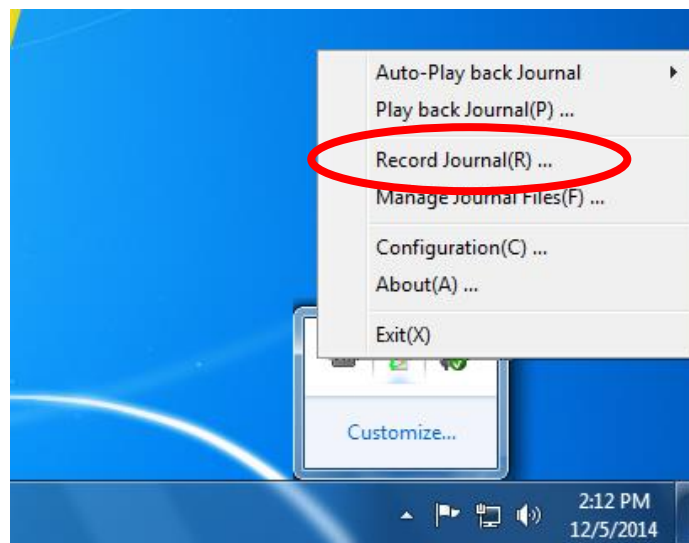 Auto-Play back Journal
Play back Journal(P) ...
Record Journal(R) ...
Manage Journal Files(F) ...
Configuration(C) ...
About(A) ...
Exit(X)
Customize...
2:12 PM
12/5/2014